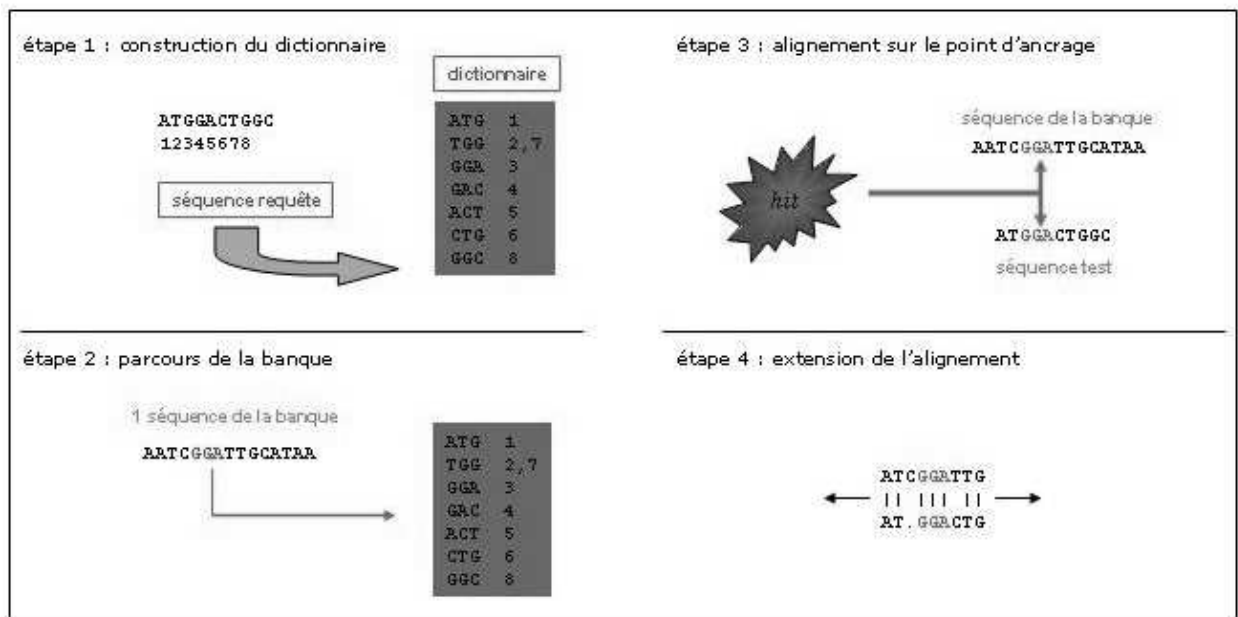 étape 1 : construction du dictionnaire
dictionnaire
ATGGACTGGC
12345678
séquence requête
ATG 1
TGG 2,7
GGA 3
GAC 4
ACT 5
CTG 6
GGC 8
étape 3 : alignement sur le point d'ancrage
séquence de la banque
AATCGGATTGCATAA
hit
ATGGACTGGC
séquence test
étape 2 : parcours de la banque
1 séquence de la banque
AATCGGATTGCATAA
ATG 1
TGG 2,7
GGA 3
GAC 4
ACT 5
CTG 6
GGC 8
étape 4 : extension de l'alignement
ATCGGATTG
|| ||| ||
AT.GGACTG